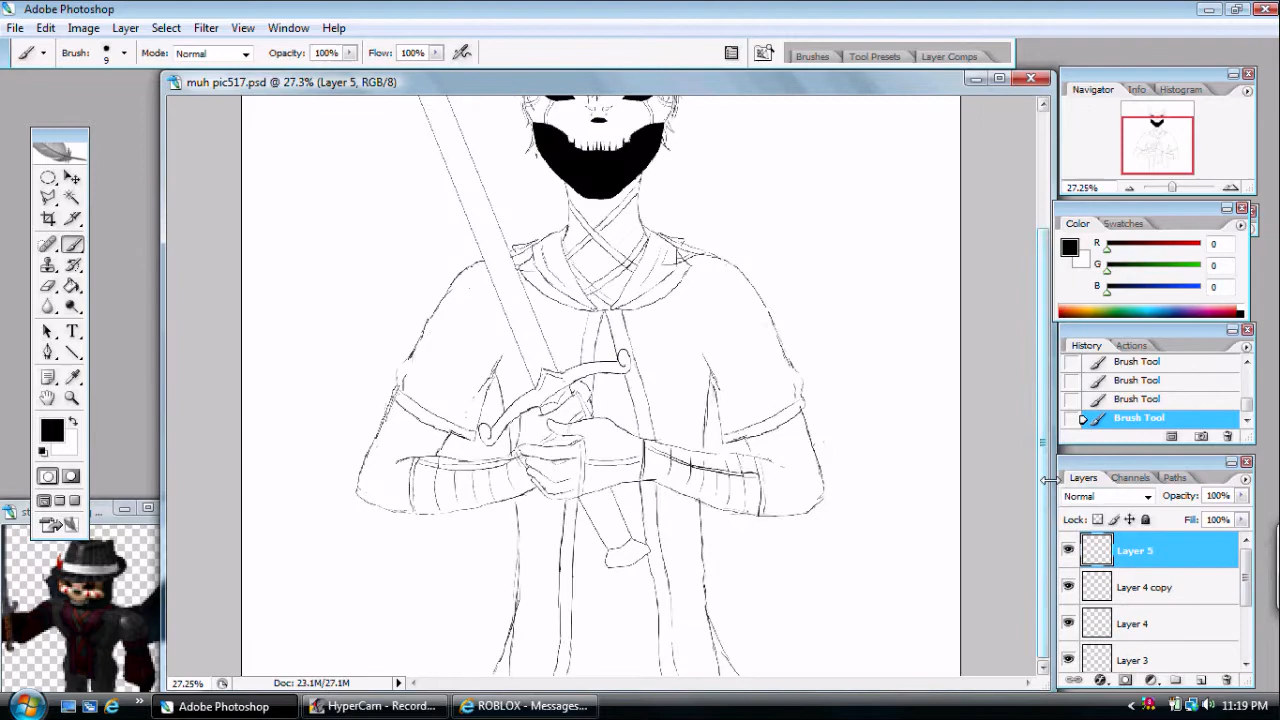 Adobe Photoshop
File Edit Image Layer Select Filter View Window Help
Brush: 9 Mode: Normal Opacity: 100% Flow: 100% Brushes Tool Presets Layer Comps
muh pic517.psd @ 27.3% (Layer 5, RGB/8)
Navigator Info Histogram
27.25%
Color Swatches
R 0
G 0
B 0
History Actions
Brush Tool
Brush Tool
Brush Tool
Brush Tool
Layers Channels Paths
Normal Opacity: 100%
Lock: Fill: 100%
Layer 5
Layer 4 copy
Layer 4
Layer 3
27.25% Doc: 23.1M/27.1M
Adobe Photoshop HyperCam - Record... ROBLOX - Messages... 11:19 PM